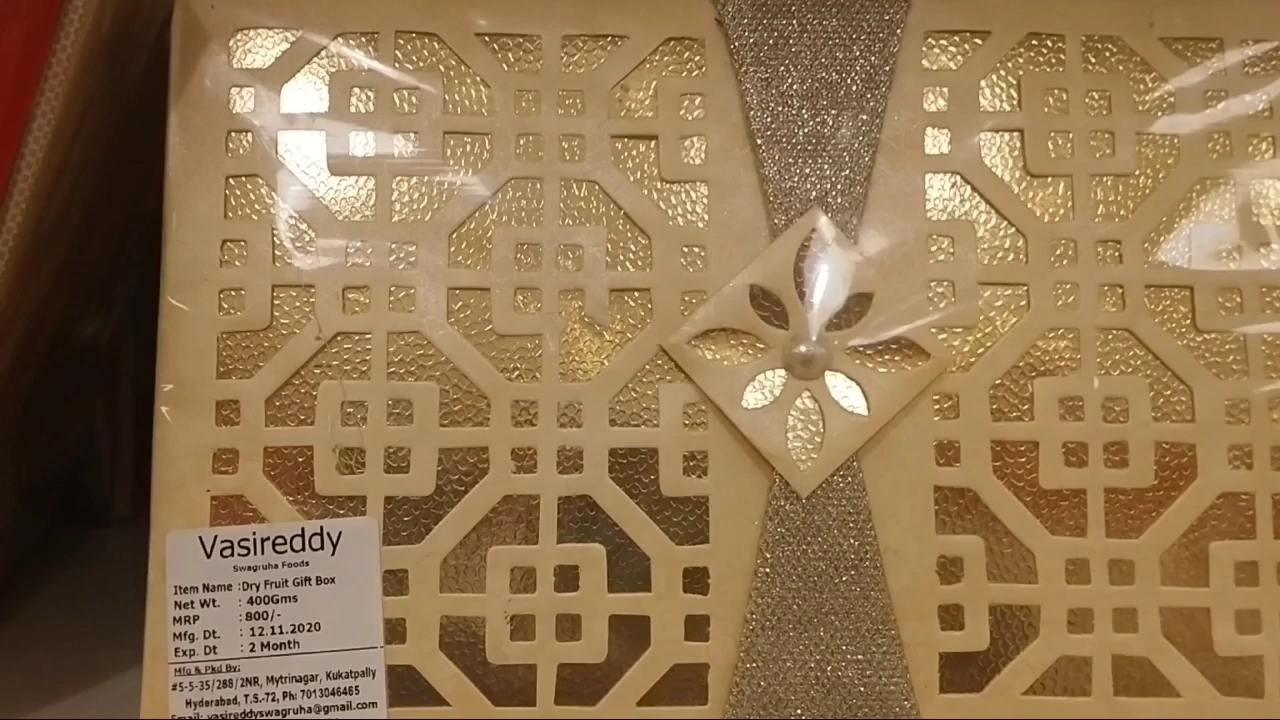 Vasireddy
Swagruha Foods
Item Name :Dry Fruit Gift Box
Net Wt. : 400Gms
MRP :800/-
Mfg. Dt. : 12.11.2020
Exp. Dt : 2 Month
Mfg & Pkd By:
#5-5-35/288/2NR, Mytrinagar, Kukatpally
Hyderabad, T.S.-72, Ph: 7013046465
Email: vasireddyswagruha@gmail.com